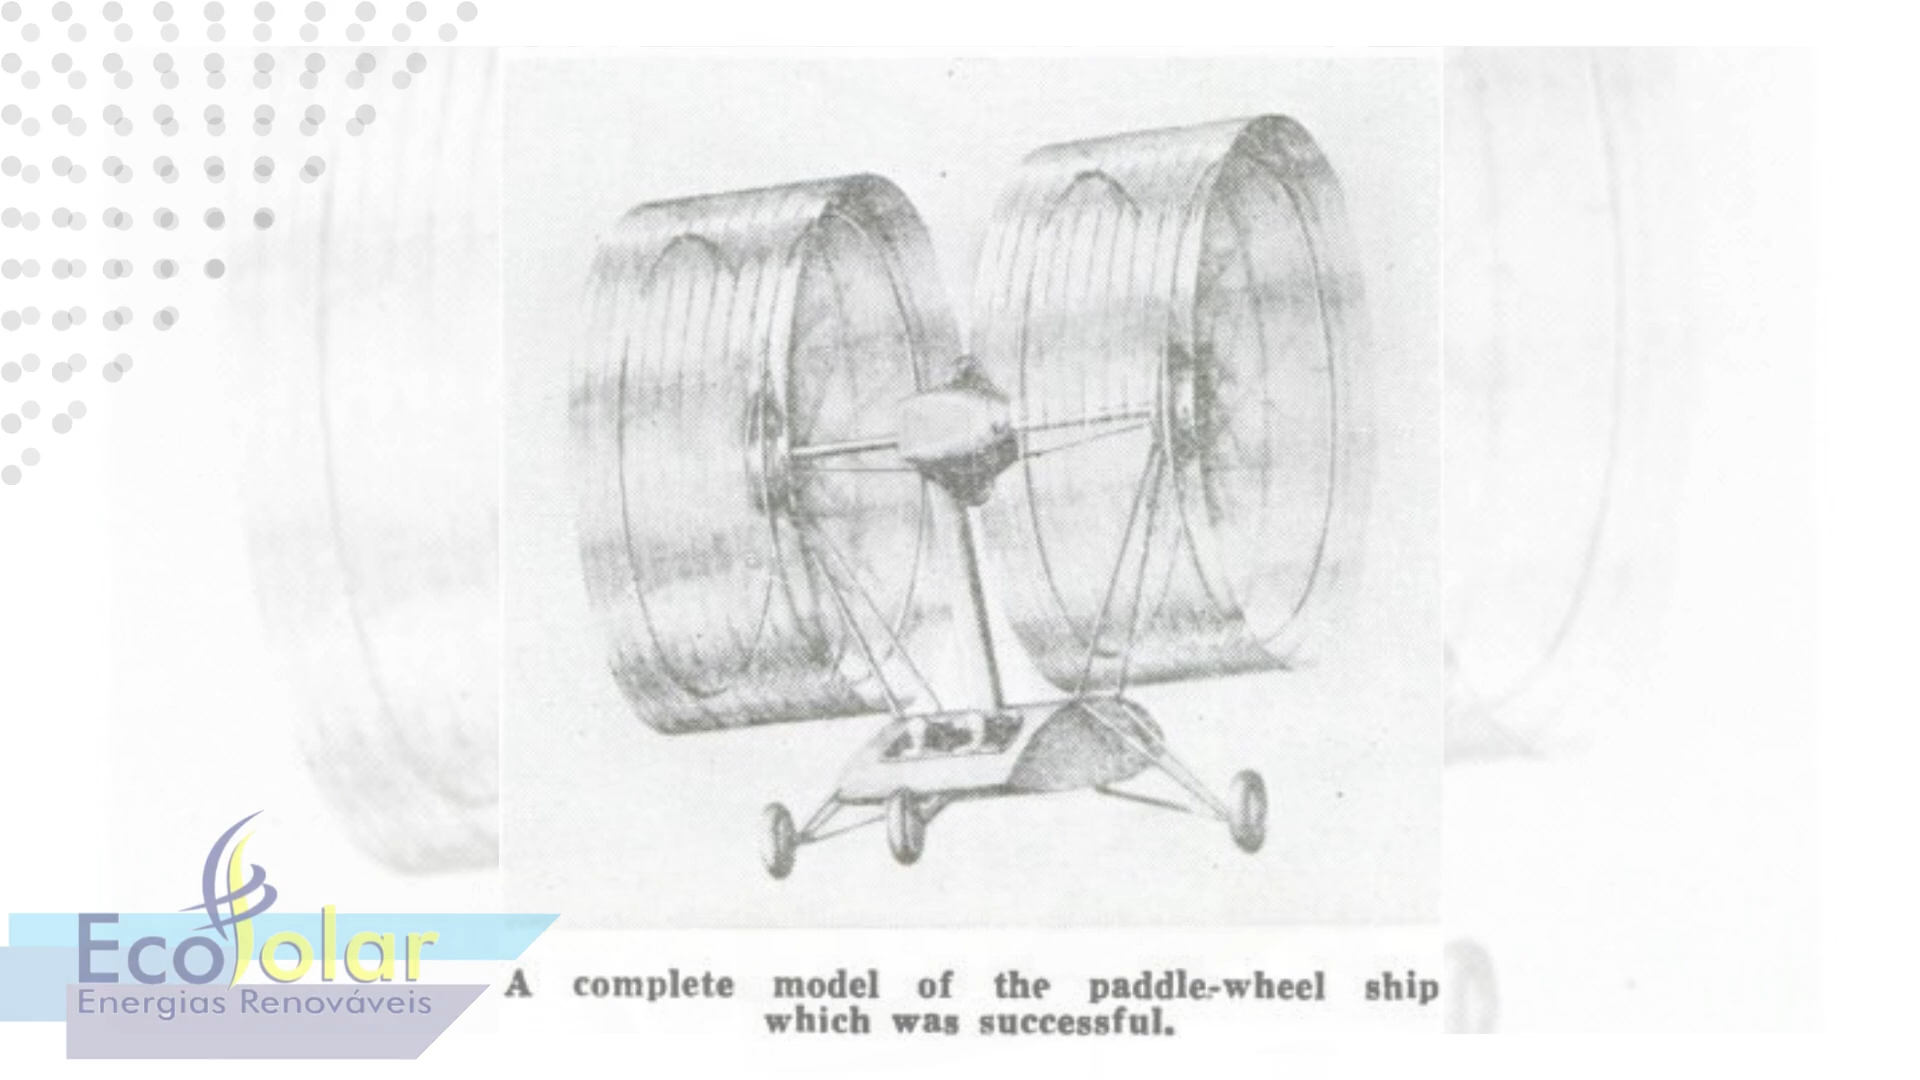 EcoSolar
Energias Renováveis
A complete model of the paddle-wheel ship
which was successful.